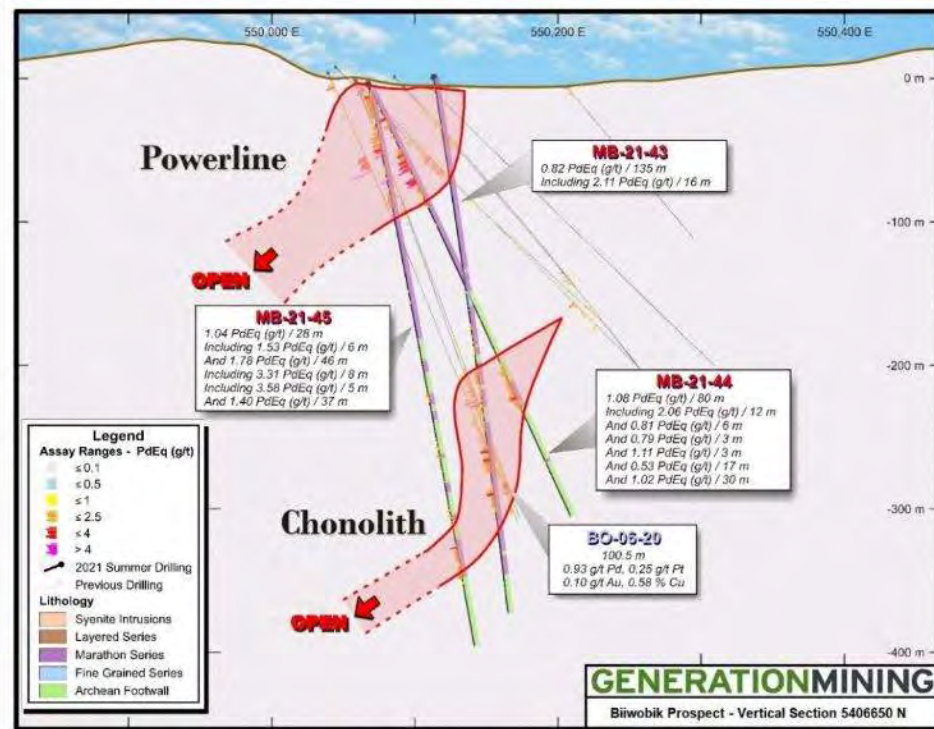 550,000 E
550,200 E
550,400 E
0 m
-100 m
-200 m
-300 m
-400 m
Powerline
OPEN
MB-21-43
0.82 PdEq (g/t) / 135 m
Including 2.11 PdEq (g/t) / 16 m
MB-21-45
1.04 PdEq (g/t) / 28 m
Including 1.53 PdEq (g/t) / 6 m
And 1.78 PdEq (g/t) / 46 m
Including 3.31 PdEq (g/t) / 8 m
Including 3.58 PdEq (g/t) / 5 m
And 1.40 PdEq (g/t) / 37 m
MB-21-44
1.08 PdEq (g/t) / 80 m
Including 2.06 PdEq (g/t) / 12 m
And 0.81 PdEq (g/t) / 6 m
And 0.79 PdEq (g/t) / 3 m
And 1.11 PdEq (g/t) / 3 m
And 0.53 PdEq (g/t) / 17 m
And 1.02 PdEq (g/t) / 30 m
Chonolith
OPEN
BO-06-20
100.5 m
0.93 g/t Pd, 0.25 g/t Pt
0.10 g/t Au, 0.58 % Cu
Legend
Assay Ranges - PdEq (g/t)
≤ 0.1
≤ 0.5
≤ 1
≤ 2.5
≤ 4
> 4
2021 Summer Drilling
Previous Drilling
Lithology
Syenite Intrusions
Layered Series
Marathon Series
Fine Grained Series
Archean Footwall
GENERATIONMINING
Biiwobik Prospect - Vertical Section 5406650 N